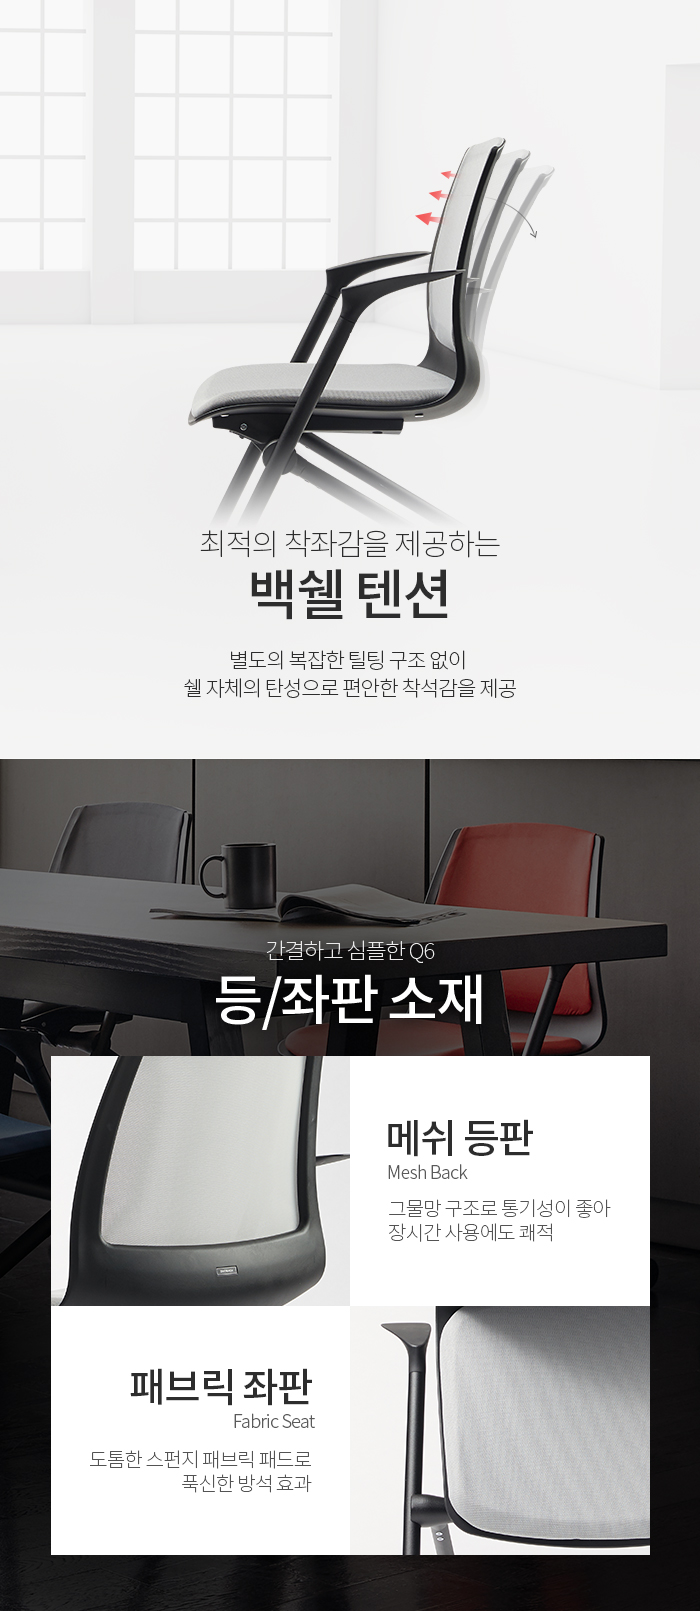 최적의 착좌감을 제공하는
백쉘 텐션
별도의 복잡한 틸팅 구조 없이
쉘 자체의 탄성으로 편안한 착석감을 제공
간결하고 심플한 Q6
등/좌판 소재
메쉬 등판
Mesh Back
그물망 구조로 통기성이 좋아
장시간 사용에도 쾌적
패브릭 좌판
Fabric Seat
도톰한 스펀지 패브릭 패드로
푹신한 방석 효과